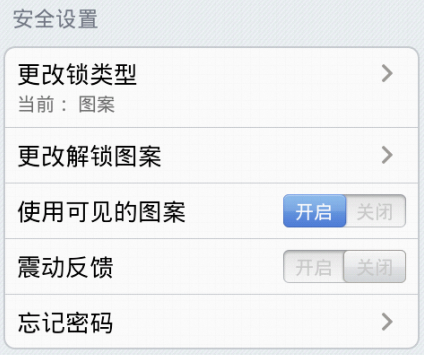 安全设置
更改锁类型
当前：图案
更改解锁图案
使用可见的图案 开启 关闭
震动反馈 开启 关闭
忘记密码